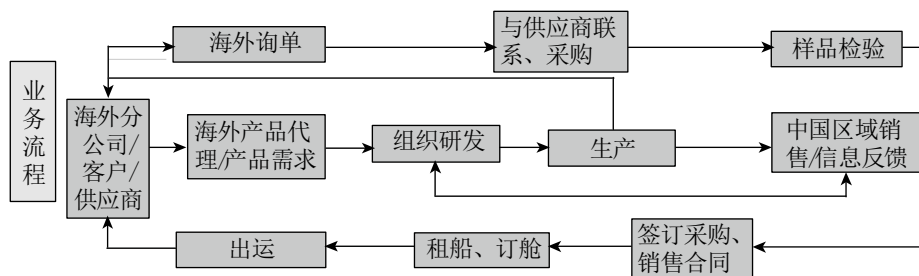 业务流程
海外询单
与供应商联
系、采购
样品检验
海外分
公司/
客户/
供应商
海外产品代
理/产品需求
组织研发
生产
中国区域销
售/信息反馈
出运
租船、订舱
签订采购、
销售合同